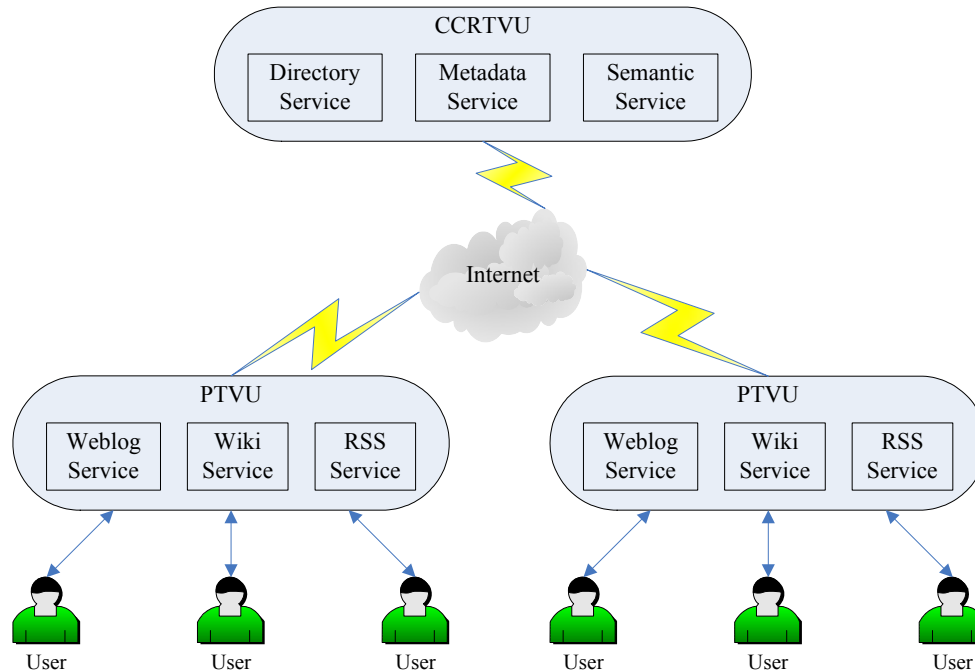 CCRTVU
Directory
Service
Metadata
Service
Semantic
Service
Internet
PTVU
Weblog
Service
Wiki
Service
RSS
Service
PTVU
Weblog
Service
Wiki
Service
RSS
Service
User
User
User
User
User
User